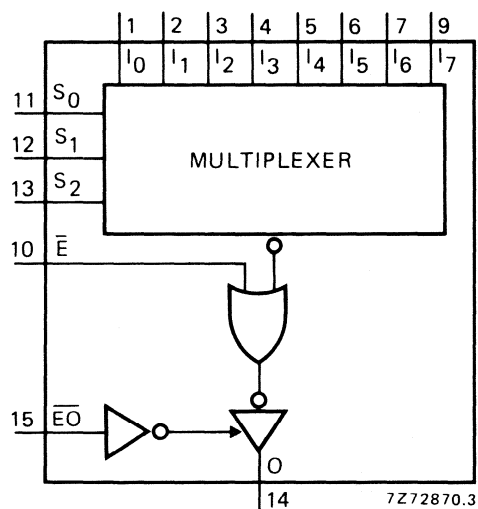 1 2 3 4 5 6 7 9
I0 I1 I2 I3 I4 I5 I6 I7
11 S0
12 S1
MULTIPLEXER
13 S2
10 E̅
15 E̅O̅
O
14
7Z72870.3